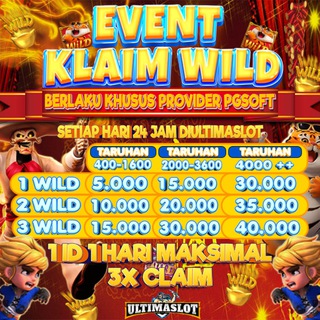 EVENT
KLAIM WILD
BERLAKU KHUSUS PROVIDER PGSOFT
SETIAP HARI 24 JAM DIULTIMASLOT
TARUHAN TARUHAN TARUHAN
400-1600 2000-3600 4000 ++
1 WILD 5.000 15.000 30.000
2 WILD 10.000 20.000 35.000
3 WILD 15.000 30.000 40.000
1 ID 1 HARI MAKSIMAL
3X CLAIM
ULTIMASLOT